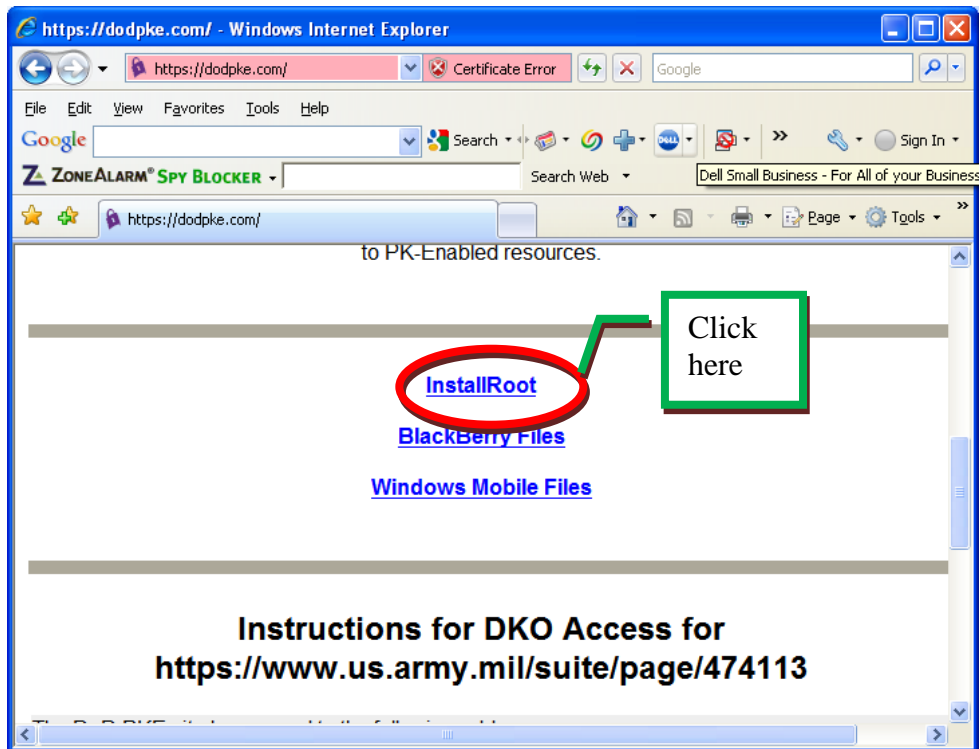 https://dodpke.com/ - Windows Internet Explorer
https://dodpke.com/
Certificate Error
Google
File Edit View Favorites Tools Help
Google Search Sign In
ZONEALARM® SPY BLOCKER Search Web
Dell Small Business - For All of your Business
https://dodpke.com/ Page Tools
to PK-Enabled resources.
Click
here
InstallRoot
BlackBerry Files
Windows Mobile Files
Instructions for DKO Access for
https://www.us.army.mil/suite/page/474113